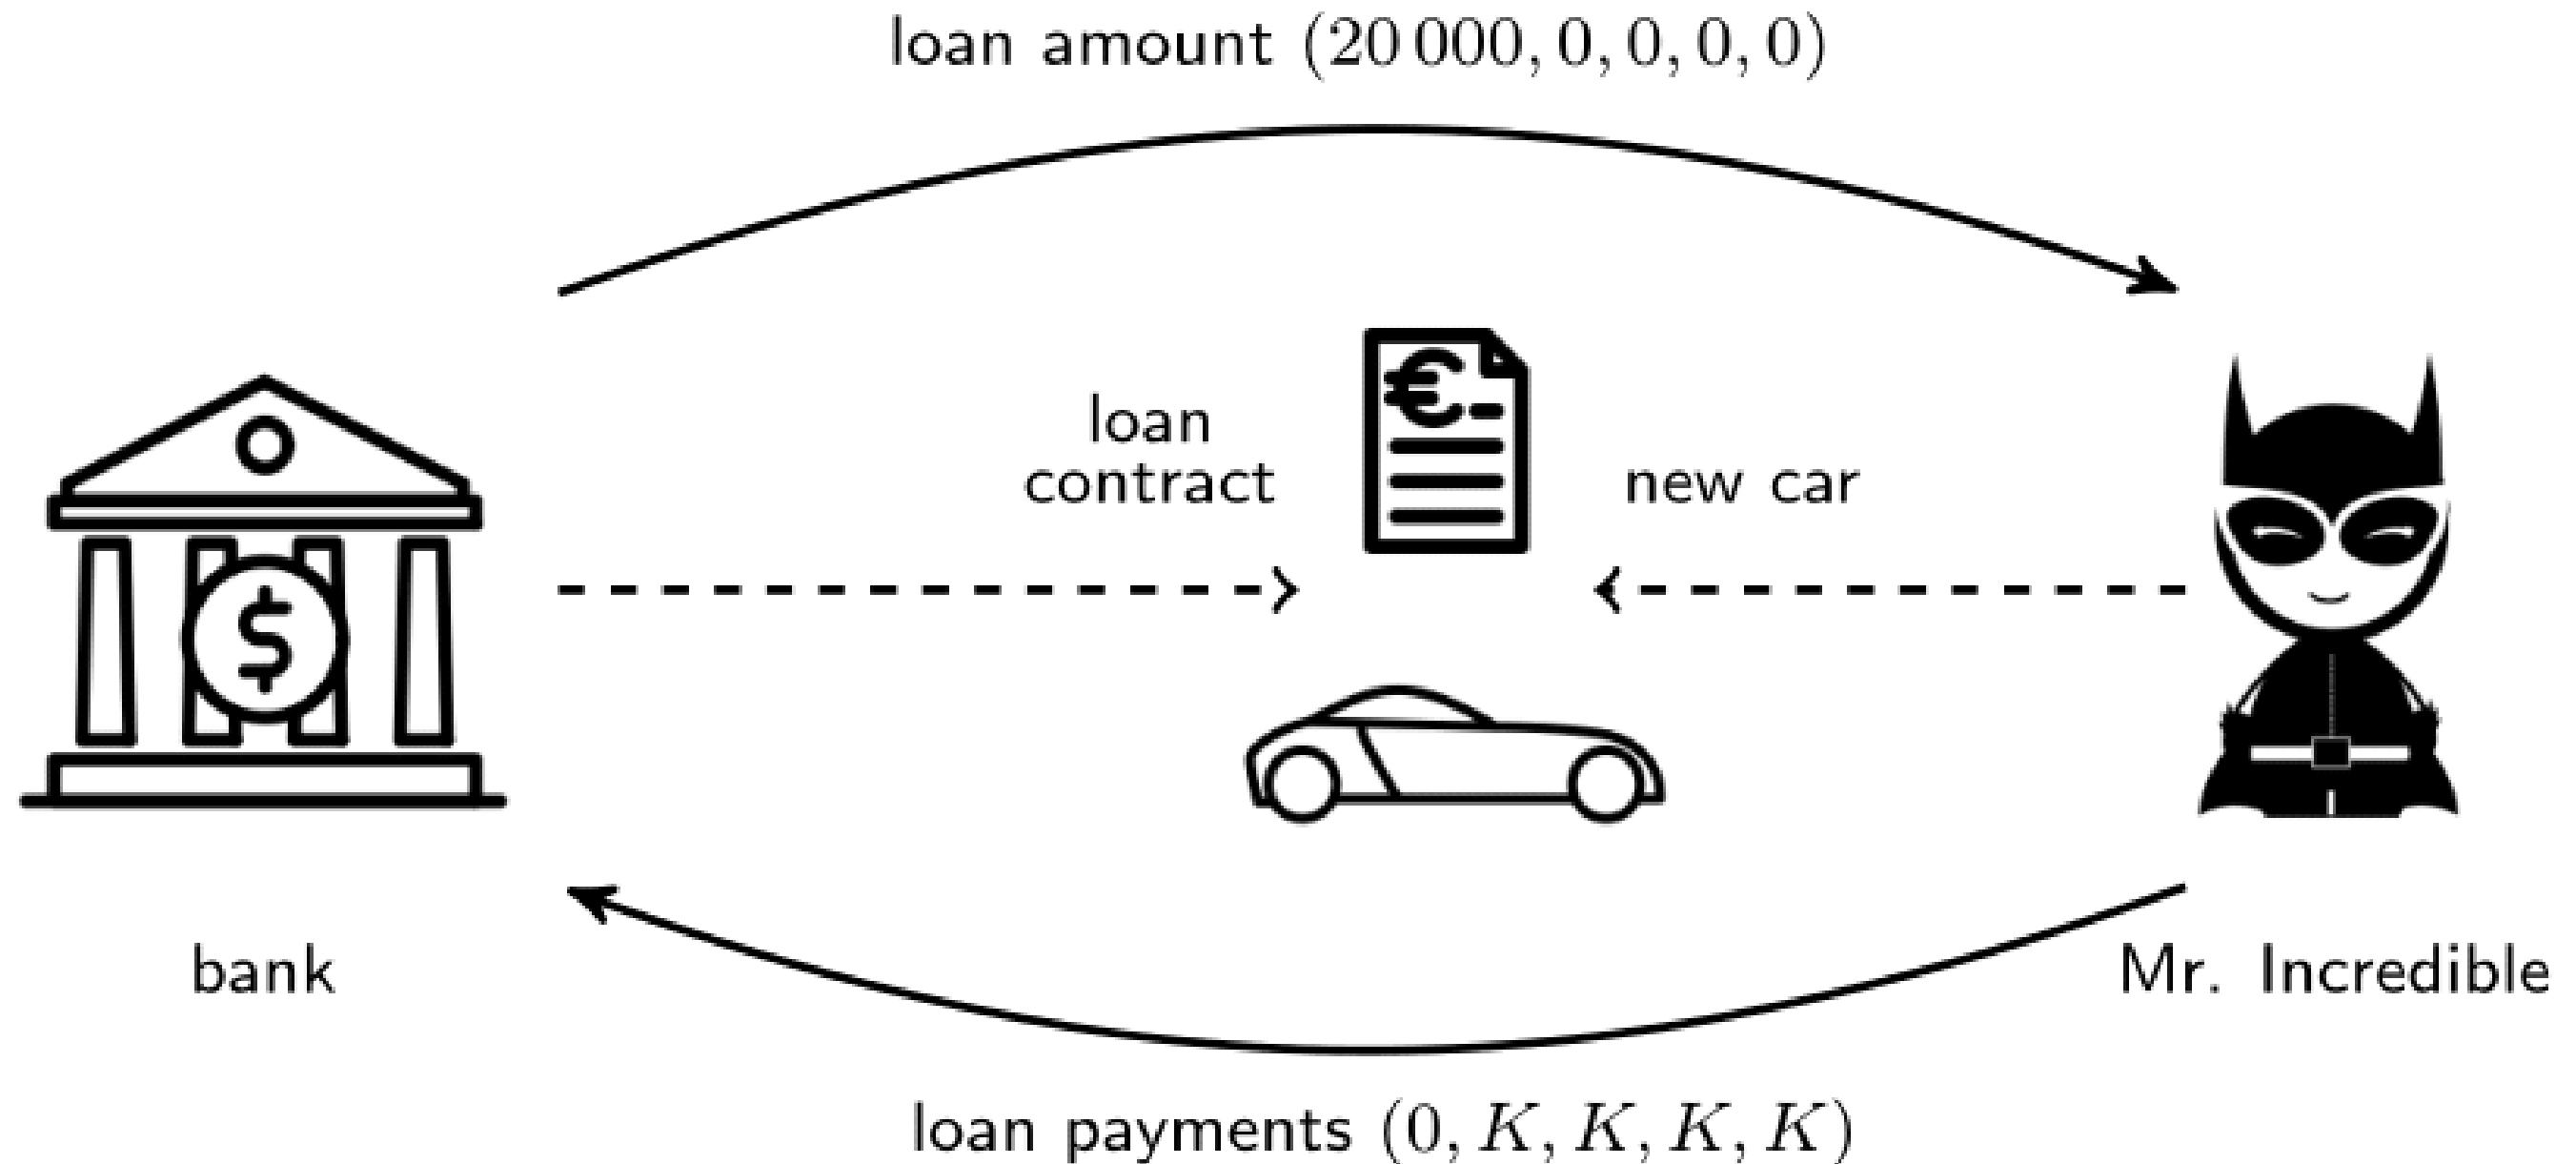 loan amount (20 000, 0, 0, 0, 0)
€-
loan
contract
new car
$
bank
Mr. Incredible
loan payments (0, K, K, K, K)